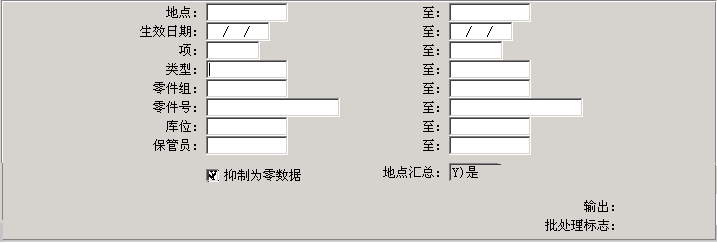 地点： 至：
生效日期： / / 至： / /
项： 至：
类型： 至：
零件组： 至：
零件号： 至：
库位： 至：
保管员： 至：
抑制为零数据 地点汇总： Y)是
输出：
批处理标志：